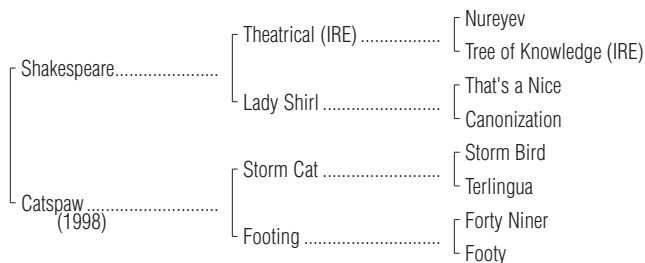 Nureyev
Theatrical (IRE) ..................
Tree of Knowledge (IRE)
Shakespeare.......................
That's a Nice
Lady Shirl ..........................
Canonization
Storm Bird
Storm Cat ..........................
Terlingua
Catspaw .............................
(1998)
Forty Niner
Footing ..............................
Footy